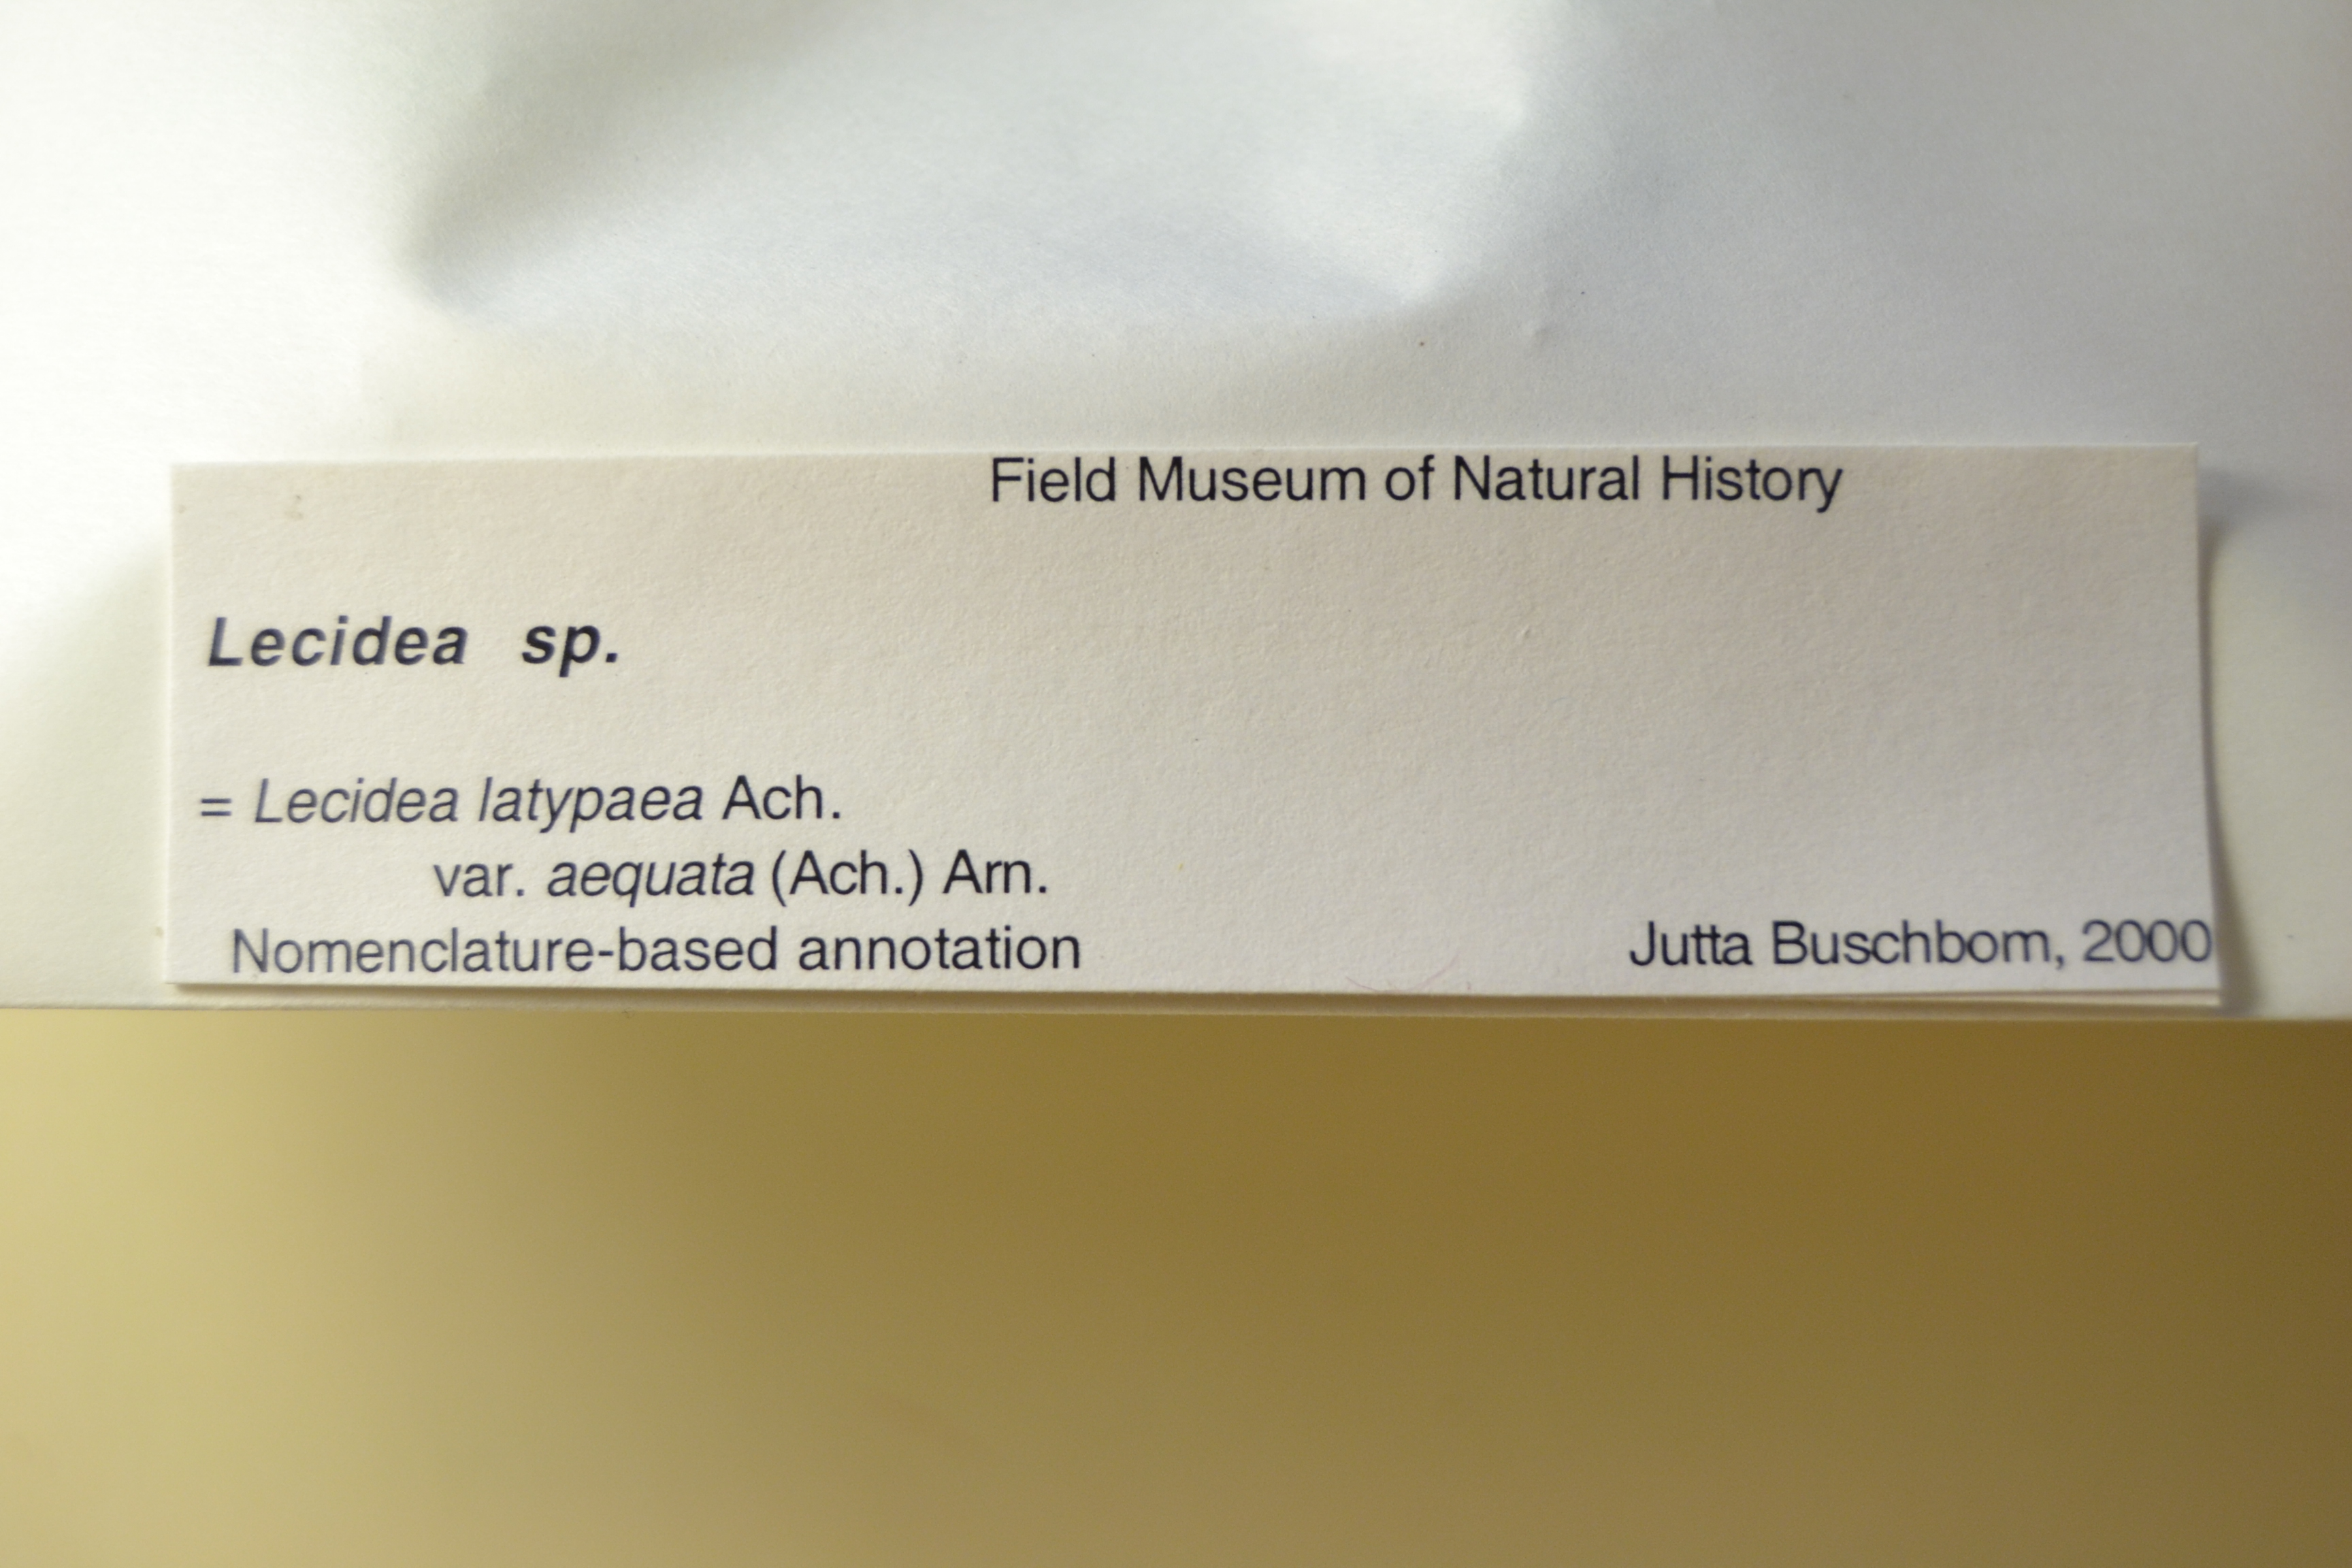 Field Museum of Natural History
Lecidea sp.
= Lecidea latypaea Ach.
var. aequata (Ach.) Arn.
Nomenclature-based annotation
Jutta Buschbom, 2000